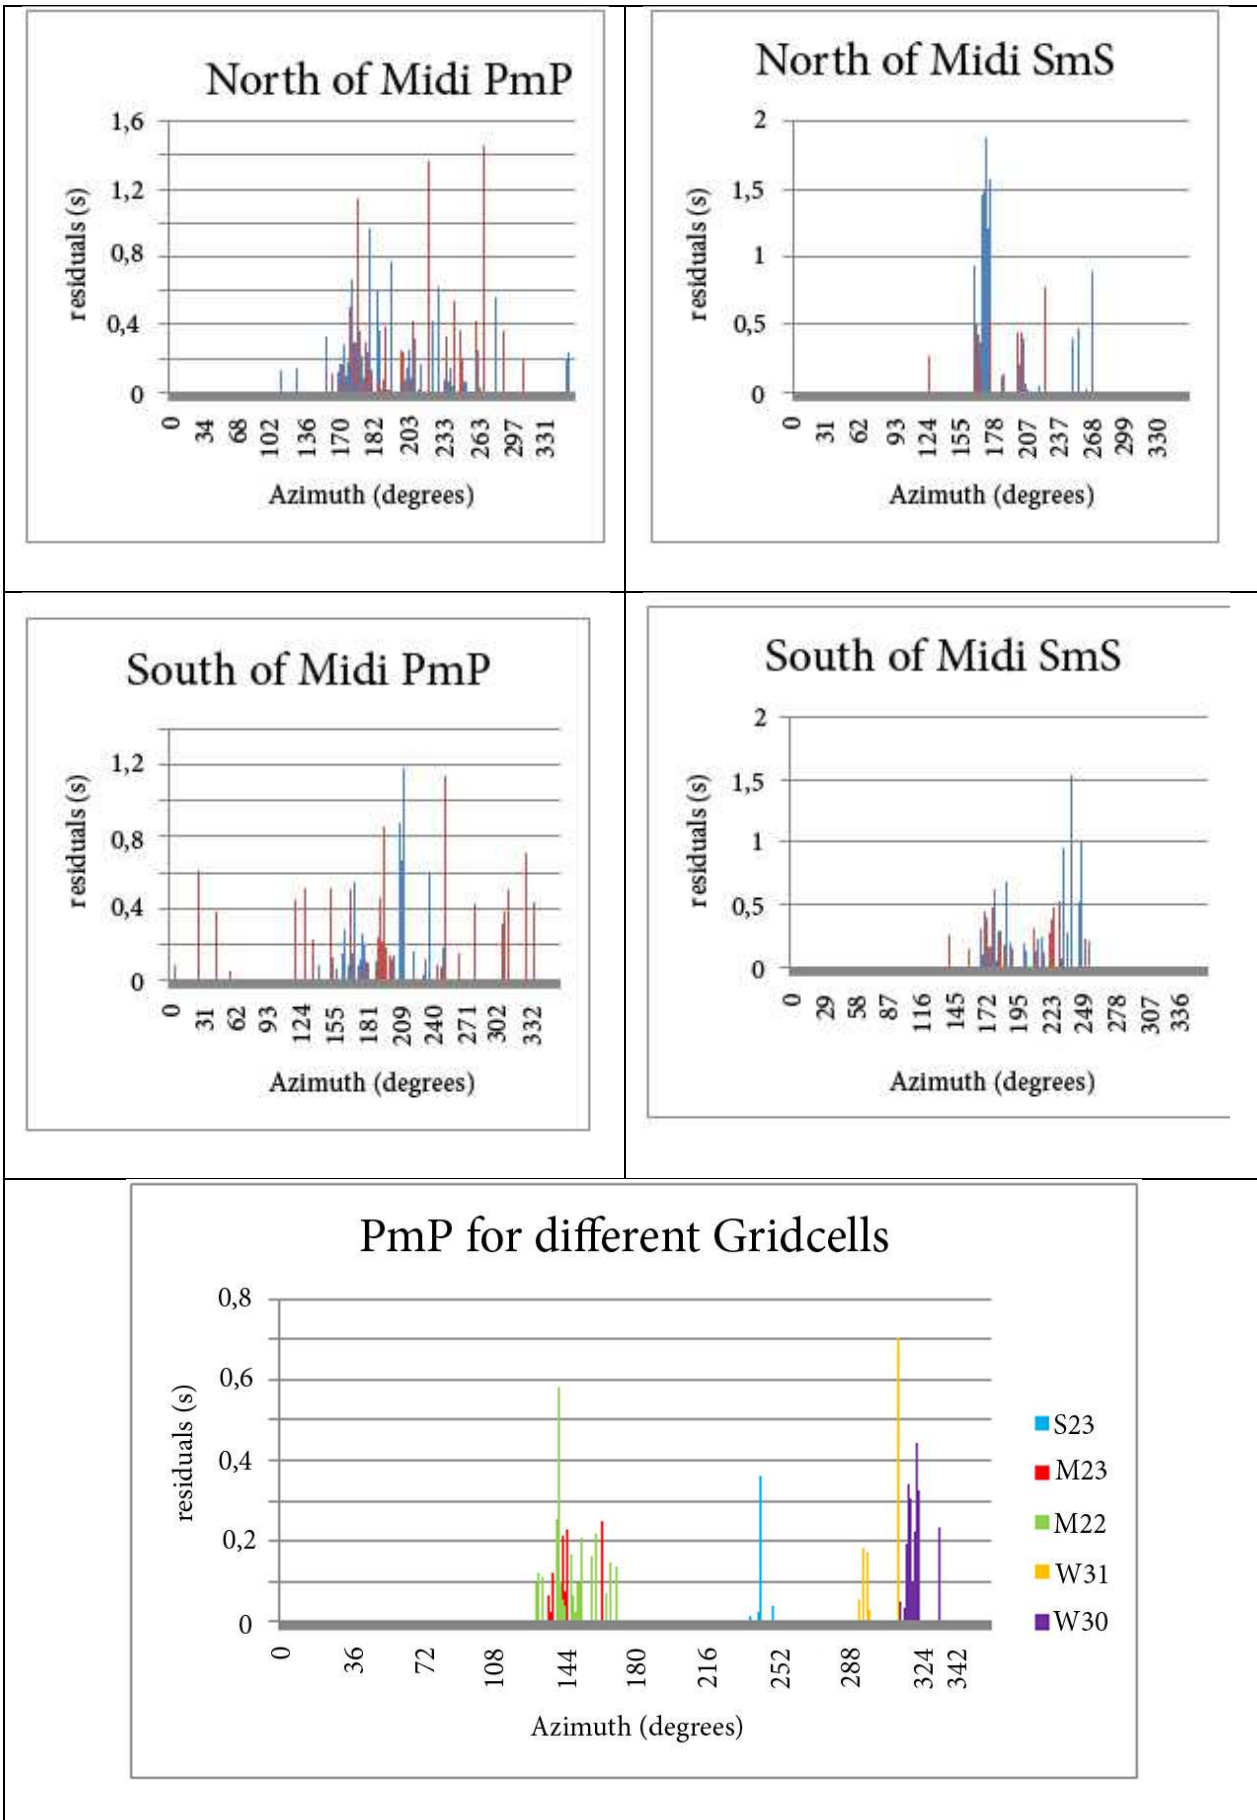 North of Midi PmP
1,6
1,2
0,8
0,4
0
residuals (s)
0 34 68 102 136 170 182 203 233 263 297 331
Azimuth (degrees)
North of Midi SmS
2
1,5
1
0,5
0
residuals (s)
0 31 62 93 124 155 178 207 237 268 299 330
Azimuth (degrees)
South of Midi PmP
1,2
0,8
0,4
0
residuals (s)
0 31 62 93 124 155 181 209 240 271 302 332
Azimuth (degrees)
South of Midi SmS
2
1,5
1
0,5
0
residuals (s)
0 29 58 87 116 145 172 195 223 249 278 307 336
Azimuth (degrees)
PmP for different Gridcells
0,8
0,6
0,4
0,2
0
residuals (s)
0 36 72 108 144 180 216 252 288 324 342
Azimuth (degrees)
S23
M23
M22
W31
W30